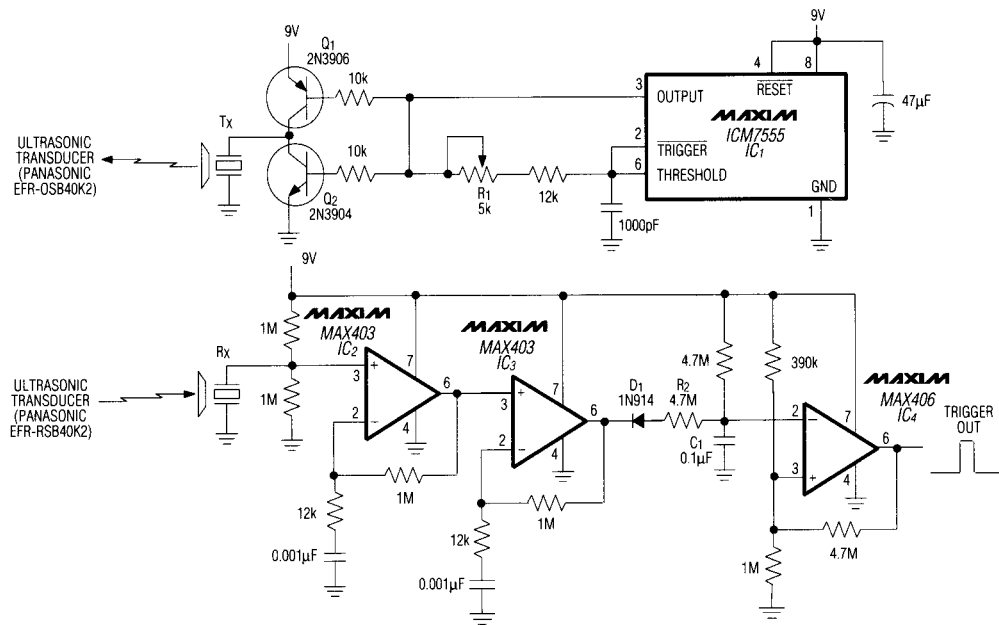 9V
Q1
2N3906
10k
TX
ULTRASONIC
TRANSDUCER
(PANASONIC
EFR-OSB40K2)
10k
Q2
2N3904
R1
5k
12k
1000pF
3
OUTPUT
2
TRIGGER
6
THRESHOLD
4
RESET
8
MAXIM
ICM7555
IC1
GND
1
9V
47µF
9V
1M
RX
1M
ULTRASONIC
TRANSDUCER
(PANASONIC
EFR-RSB40K2)
MAXIM
MAX403
IC2
3
+
2
−
7
6
4
1M
12k
0.001µF
MAXIM
MAX403
IC3
3
+
2
−
7
6
4
1M
12k
0.001µF
D1
1N914
R2
4.7M
4.7M
C1
0.1µF
390k
MAXIM
MAX406
IC4
2
−
3
+
7
6
4
4.7M
1M
TRIGGER
OUT